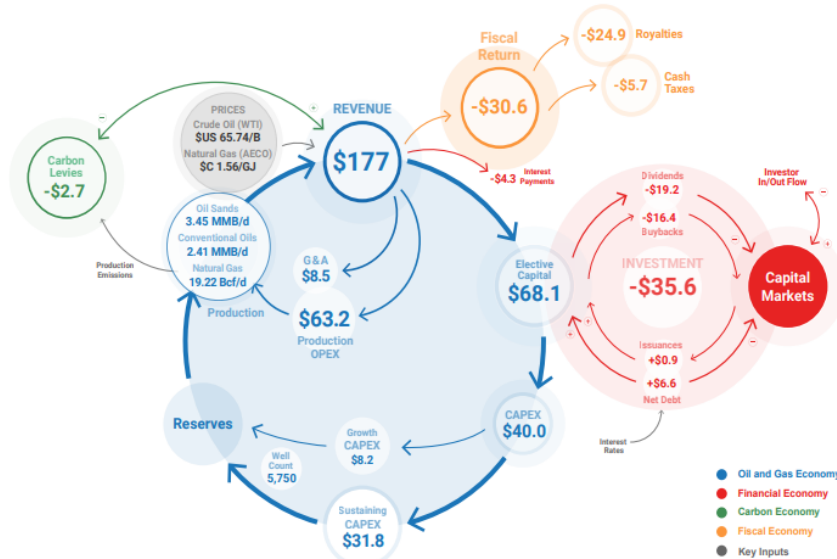 Fiscal
Return
-$30.6
-$24.9 Royalties
-$5.7 Cash
Taxes
PRICES
Crude Oil (WTI)
$US 65.74/B
Natural Gas (AECO)
$C 1.56/GJ
REVENUE
$177
-$4.3 Interest
Payments
Carbon
Levies
-$2.7
Oil Sands
3.45 MMB/d
Conventional Oils
2.41 MMB/d
Natural Gas
19.22 Bcf/d
Production
Production
Emissions
G&A
$8.5
$63.2
Production
OPEX
Elective
Capital
$68.1
Dividends
-$19.2
-$16.4
Buybacks
INVESTMENT
-$35.6
Issuances
+$0.9
+$6.6
Net Debt
Investor
In/Out Flow
Capital
Markets
Interest
Rates
Reserves
Growth
CAPEX
$8.2
CAPEX
$40.0
Well
Count
5,750
Sustaining
CAPEX
$31.8
Oil and Gas Economy
Financial Economy
Carbon Economy
Fiscal Economy
Key Inputs